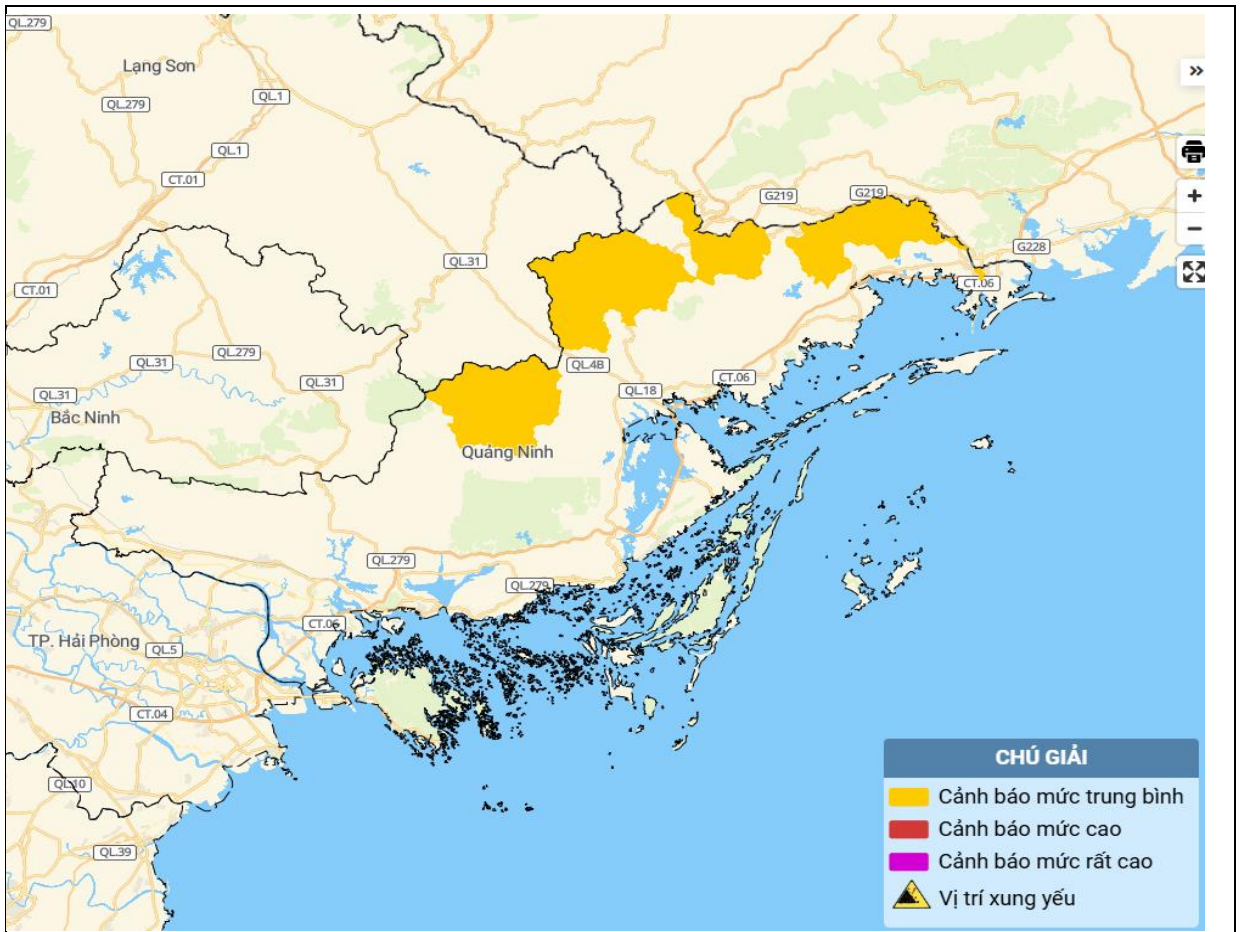 QL.279
Lạng Sơn
QL.279
QL.1
QL.1
CT.01
G219
G219
G228
QL.31
CT.01
CT.06
QL.279
QL.31
QL.4B
CT.06
QL.31
QL.18
QL.31
Bắc Ninh
Quảng Ninh
QL.279
QL.279
CT.06
TP. Hải Phòng
QL.5
CT.04
QL.10
QL.39
CHÚ GIẢI
Cảnh báo mức trung bình
Cảnh báo mức cao
Cảnh báo mức rất cao
Vị trí xung yếu